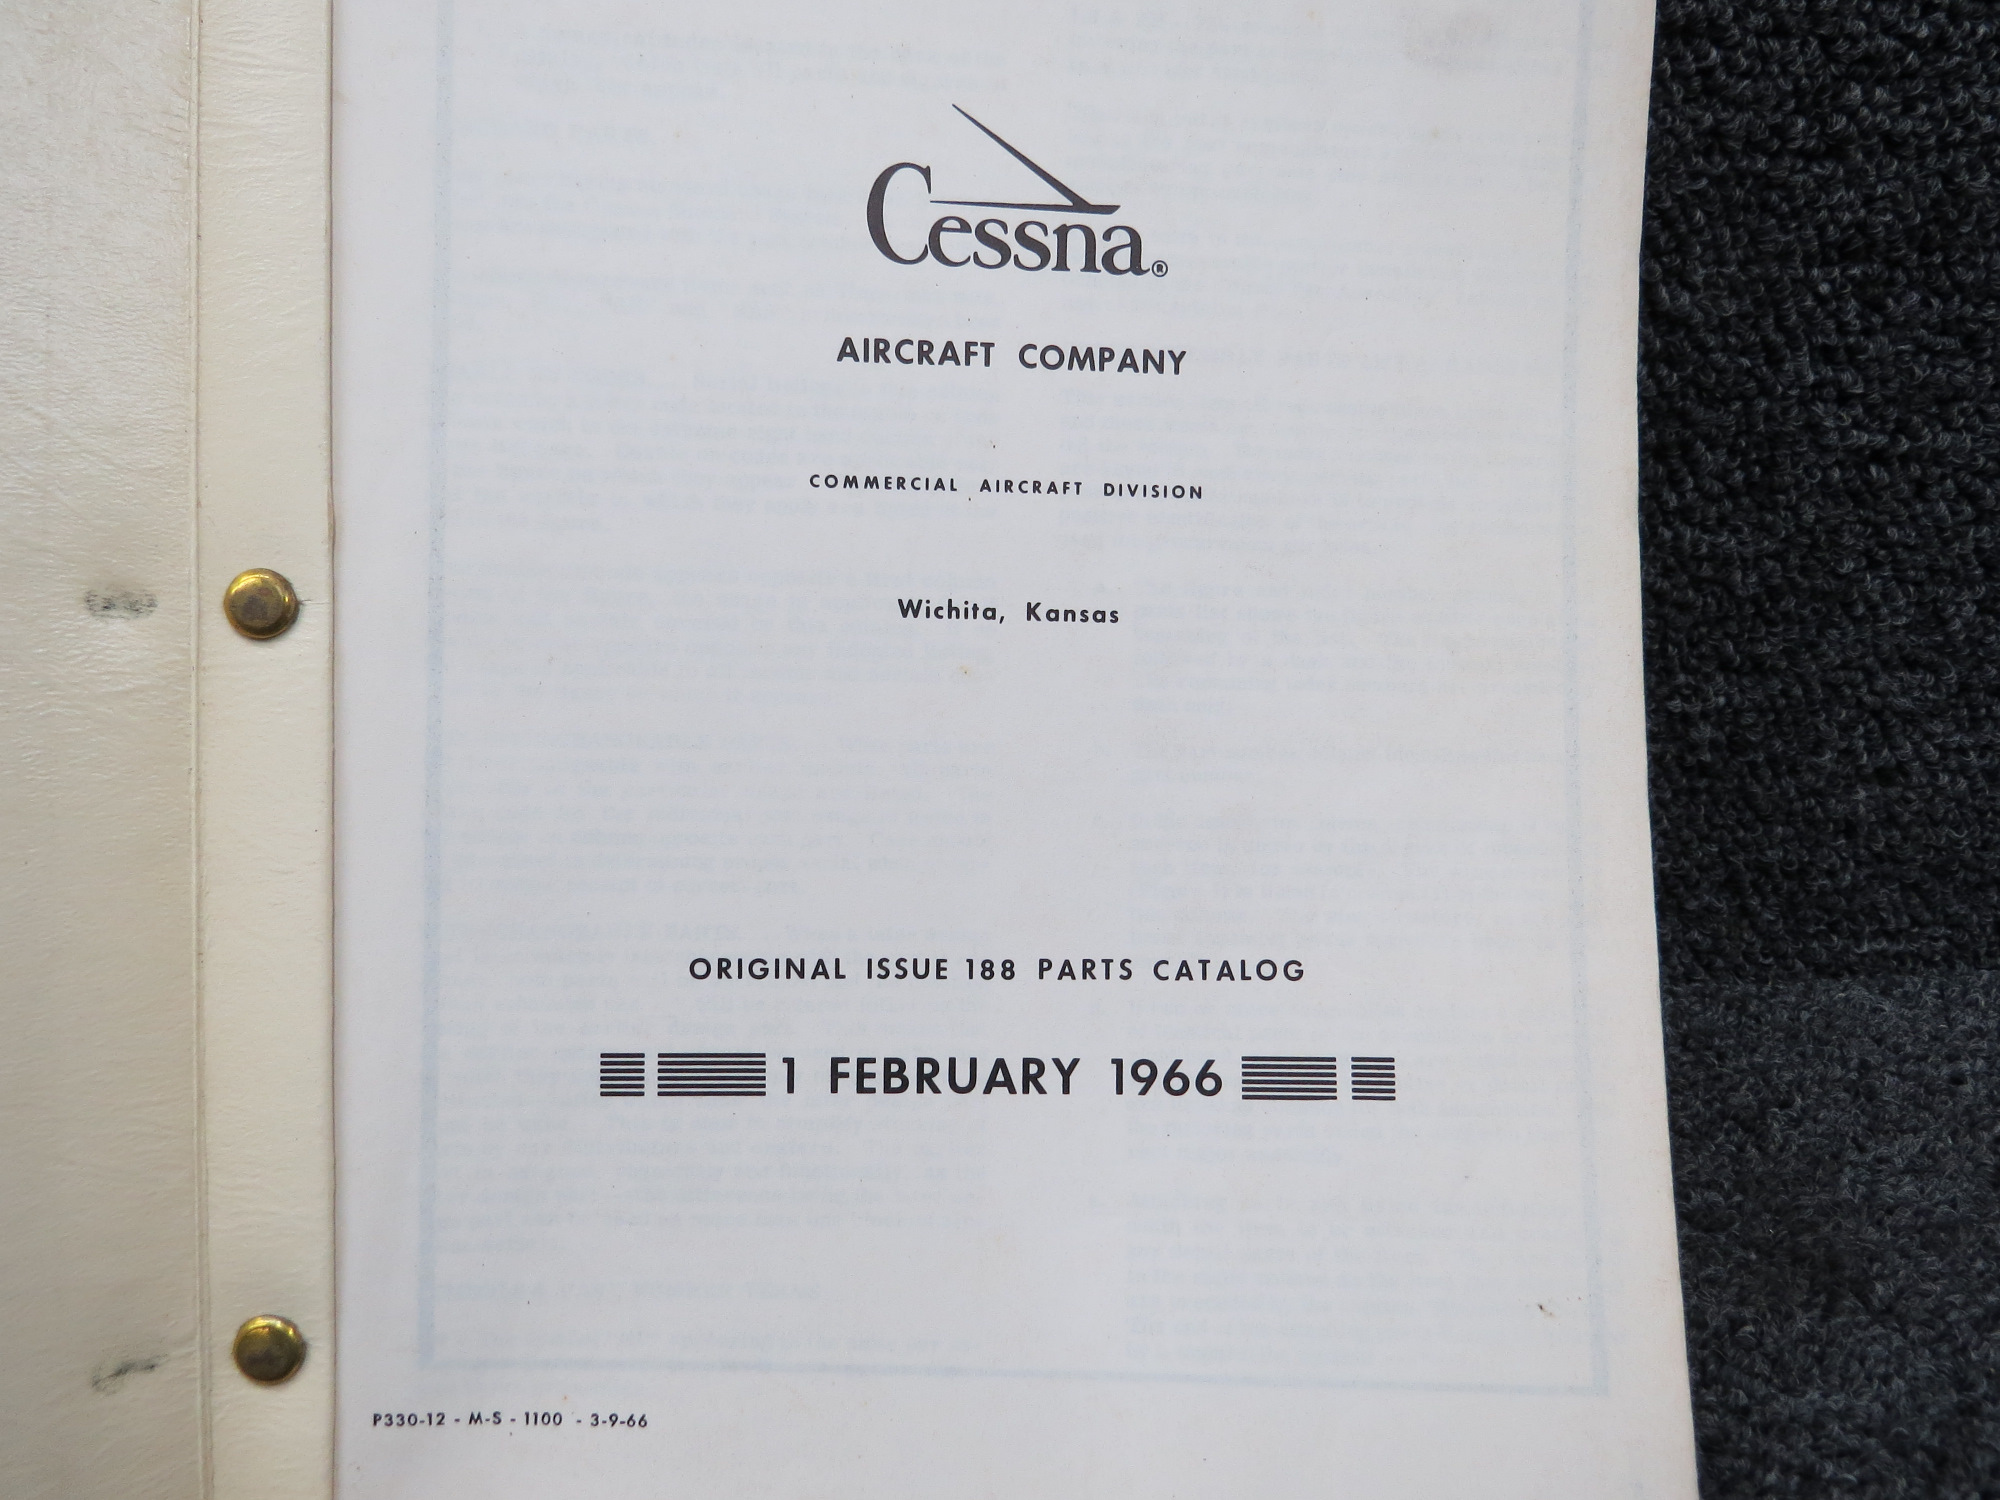 Cessna®
AIRCRAFT COMPANY
COMMERCIAL AIRCRAFT DIVISION
Wichita, Kansas
ORIGINAL ISSUE 188 PARTS CATALOG
1 FEBRUARY 1966
P330-12 - M-S - 1100 - 3-9-66